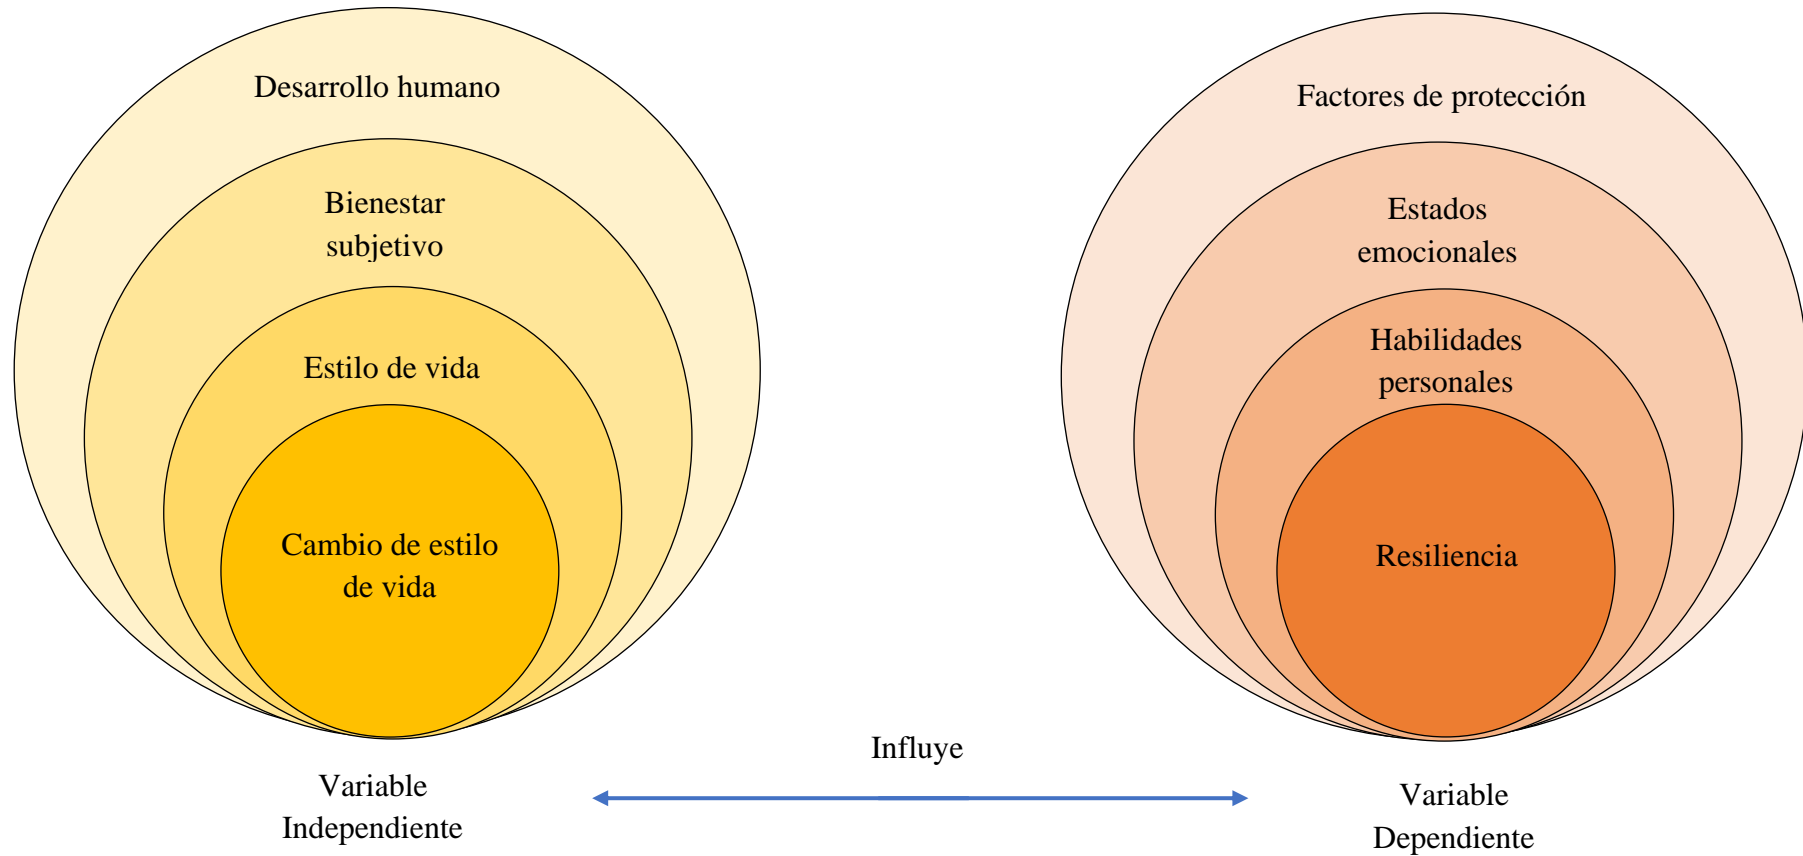 Desarrollo humano
Bienestar
subjetivo
Estilo de vida
Cambio de estilo
de vida
Variable
Independiente
Influye
Factores de protección
Estados
emocionales
Habilidades
personales
Resiliencia
Variable
Dependiente